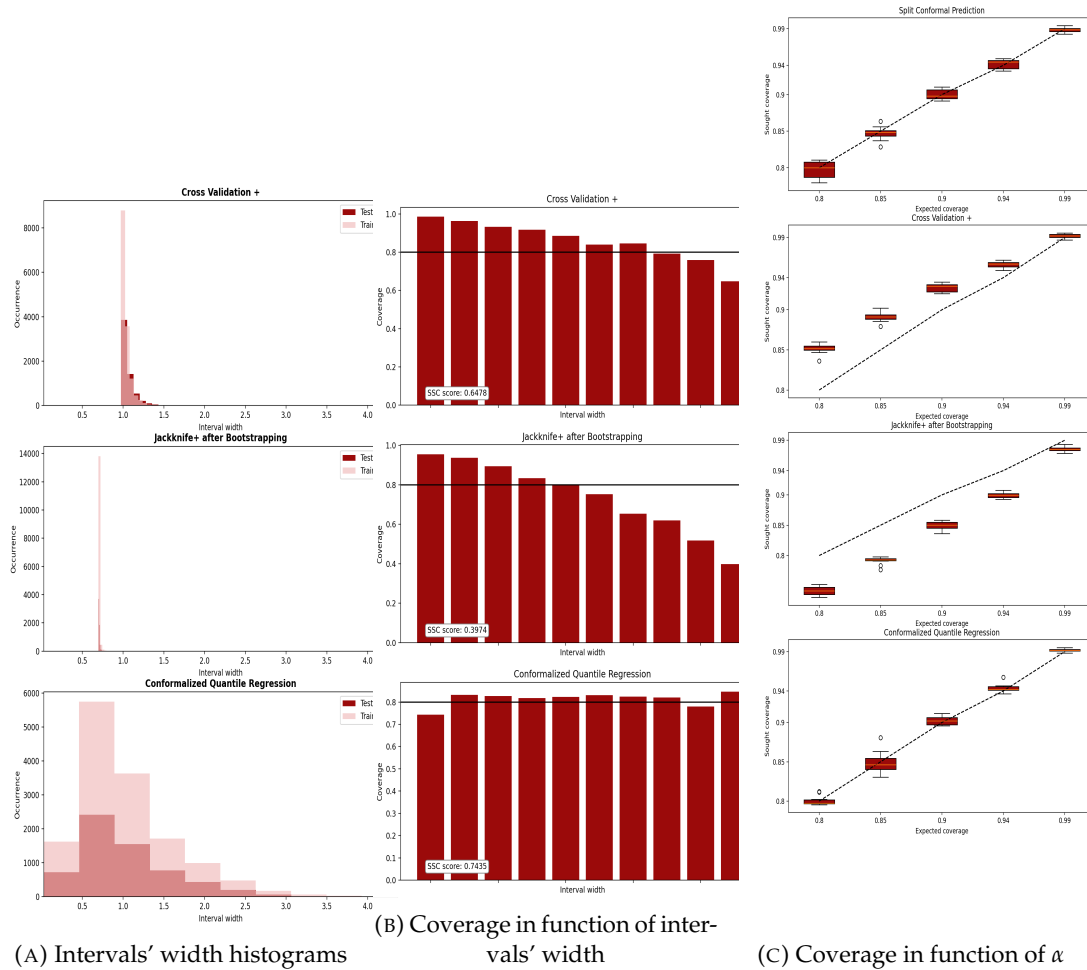 Cross Validation +
8000
6000
4000
2000
0
Occurrence
Test
Trai
0.5 1.0 1.5 2.0 2.5 3.0 3.5 4.0
Interval width
Jackknife+ after Bootstrapping
14000
12000
10000
8000
6000
4000
2000
0
Occurrence
Test
Trai
0.5 1.0 1.5 2.0 2.5 3.0 3.5 4.0
Interval width
Conformalized Quantile Regression
6000
5000
4000
3000
2000
1000
0
Occurrence
Test
Trai
0.5 1.0 1.5 2.0 2.5 3.0 3.5 4.0
Interval width
(A) Intervals' width histograms
Cross Validation +
1.0
0.8
0.6
0.4
0.2
0.0
Coverage
SSC score: 0.6478
Interval width
Jackknife+ after Bootstrapping
1.0
0.8
0.6
0.4
0.2
0.0
Coverage
SSC score: 0.3974
Interval width
Conformalized Quantile Regression
0.9
0.8
0.7
0.6
0.5
0.4
0.3
0.2
0.1
0.0
Coverage
SSC score: 0.7435
Interval width
(B) Coverage in function of inter-
vals' width
Split Conformal Prediction
0.99
0.94
0.9
0.85
0.8
Sought coverage
0.8 0.85 0.9 0.94 0.99
Expected coverage
Cross Validation +
0.99
0.94
0.9
0.85
0.8
Sought coverage
0.8 0.85 0.9 0.94 0.99
Expected coverage
Jackknife+ after Bootstrapping
0.99
0.94
0.9
0.85
0.8
Sought coverage
0.8 0.85 0.9 0.94 0.99
Expected coverage
Conformalized Quantile Regression
0.99
0.94
0.9
0.85
0.8
Sought coverage
0.8 0.85 0.9 0.94 0.99
Expected coverage
(C) Coverage in function of α